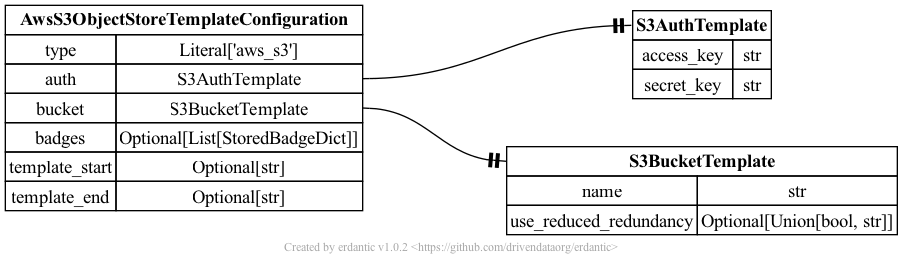 AwsS3ObjectStoreTemplateConfiguration
type Literal['aws_s3']
auth S3AuthTemplate
bucket S3BucketTemplate
badges Optional[List[StoredBadgeDict]]
template_start Optional[str]
template_end Optional[str]
S3AuthTemplate
access_key str
secret_key str
S3BucketTemplate
name str
use_reduced_redundancy Optional[Union[bool, str]]
Created by erdantic v1.0.2 <https://github.com/drivendataorg/erdantic>